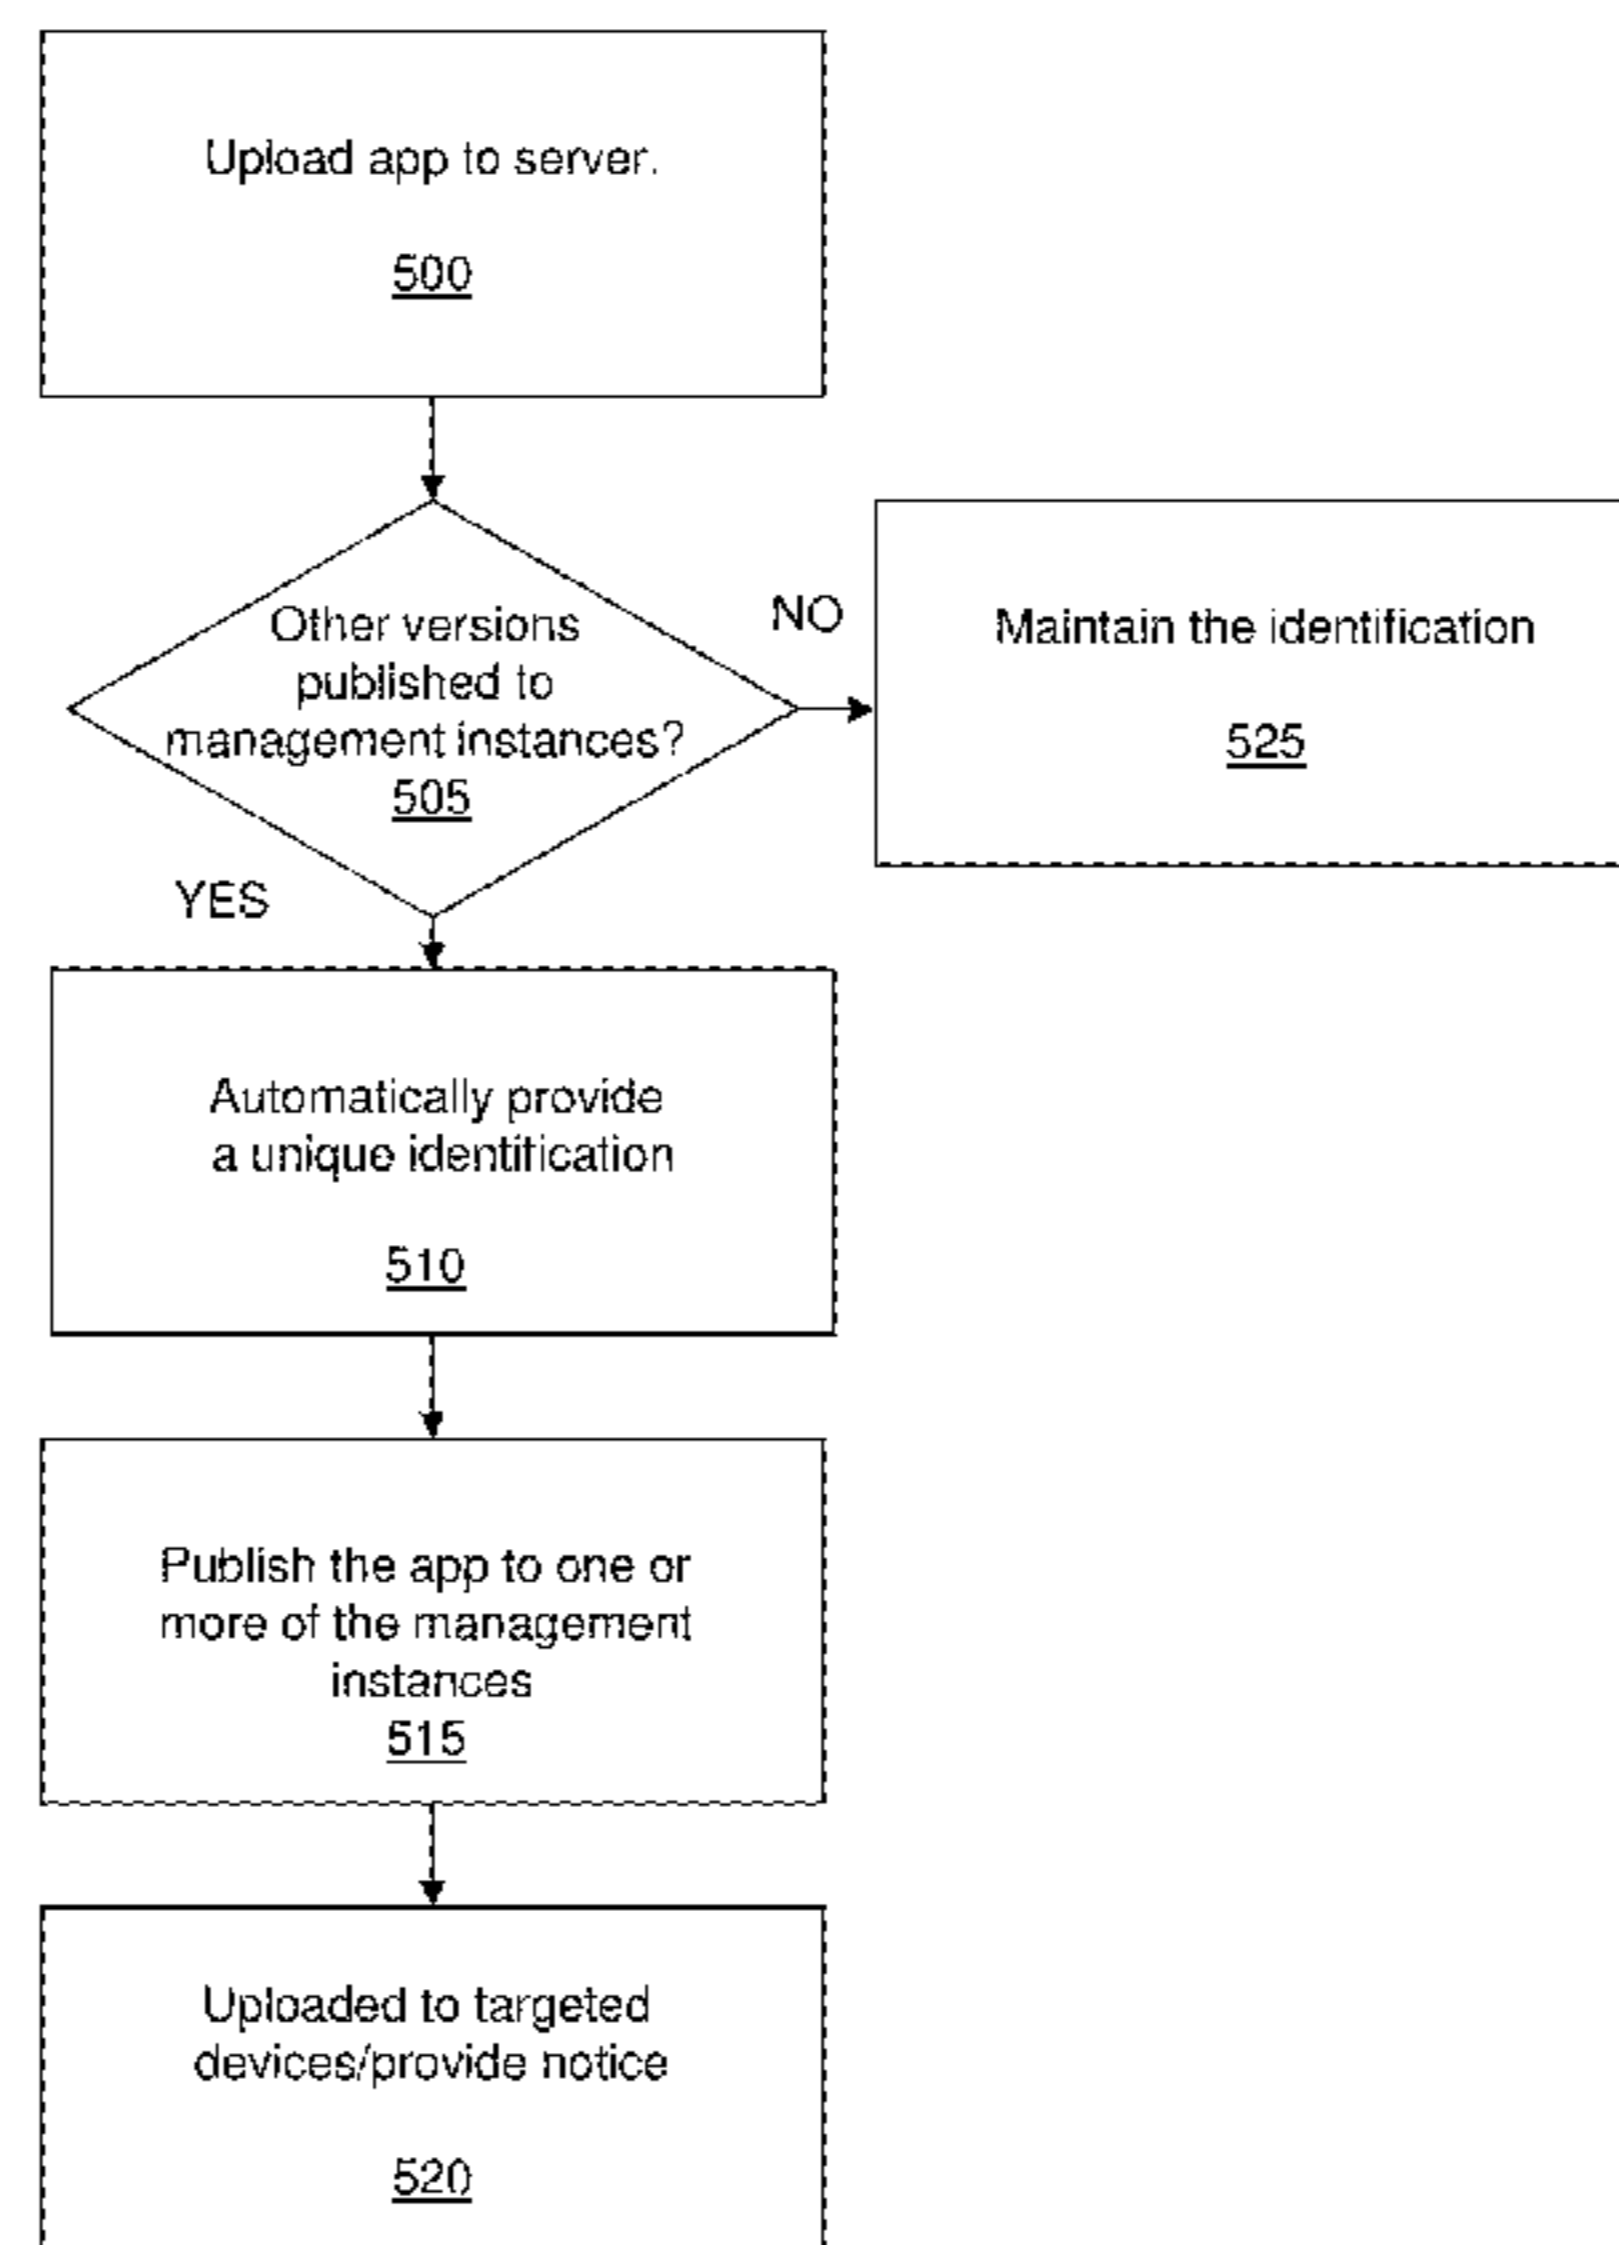 Upload app to server.
500
Other versions
published to
management instances?
505
NO
Maintain the identification
525
YES
Automatically provide
a unique identification
510
Publish the app to one or
more of the management
instances
515
Uploaded to targeted
devices/provide notice
520